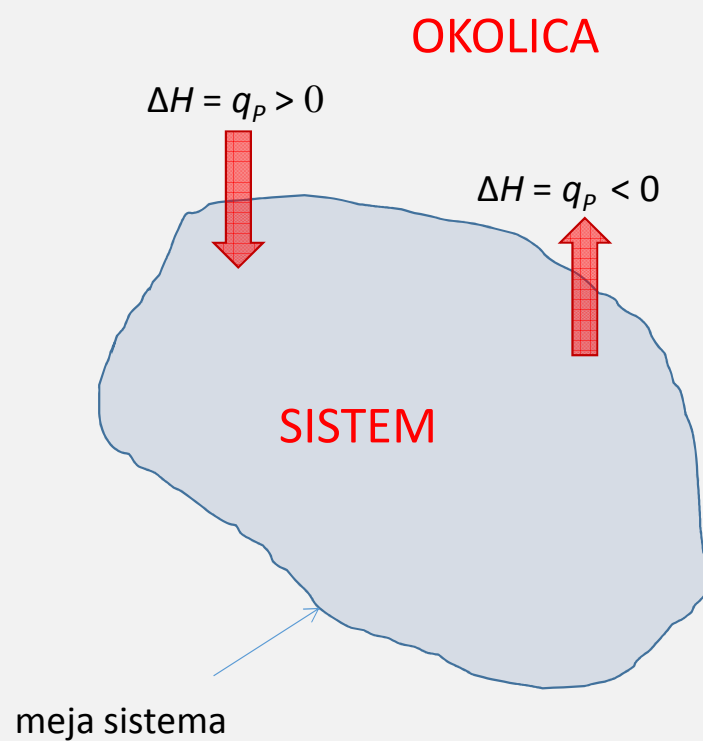 OKOLICA
ΔH = qP > 0
ΔH = qP < 0
SISTEM
meja sistema